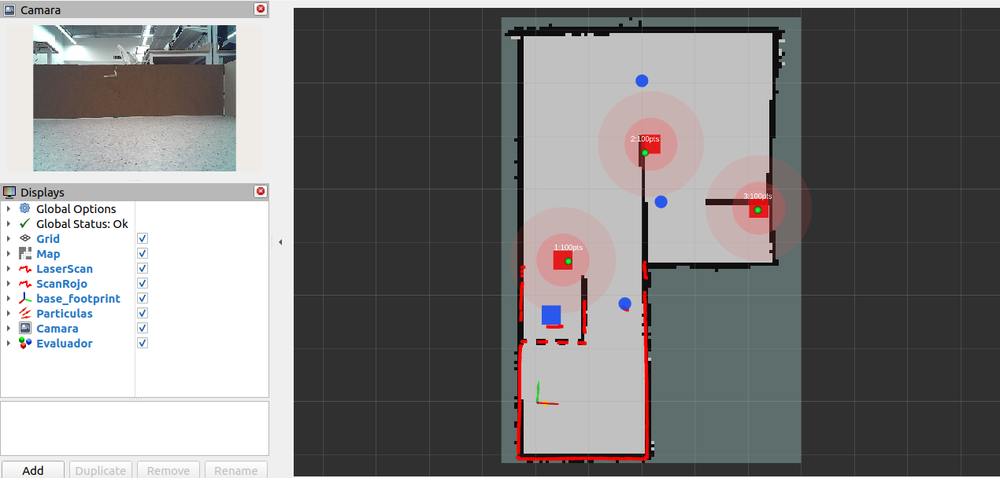 Camara
Displays
Global Options
Global Status: Ok
Grid
Map
LaserScan
ScanRojo
base_footprint
Particulas
Camara
Evaluador
Add
Duplicate
Remove
Rename
2:100pts
3:100pts
1:100pts